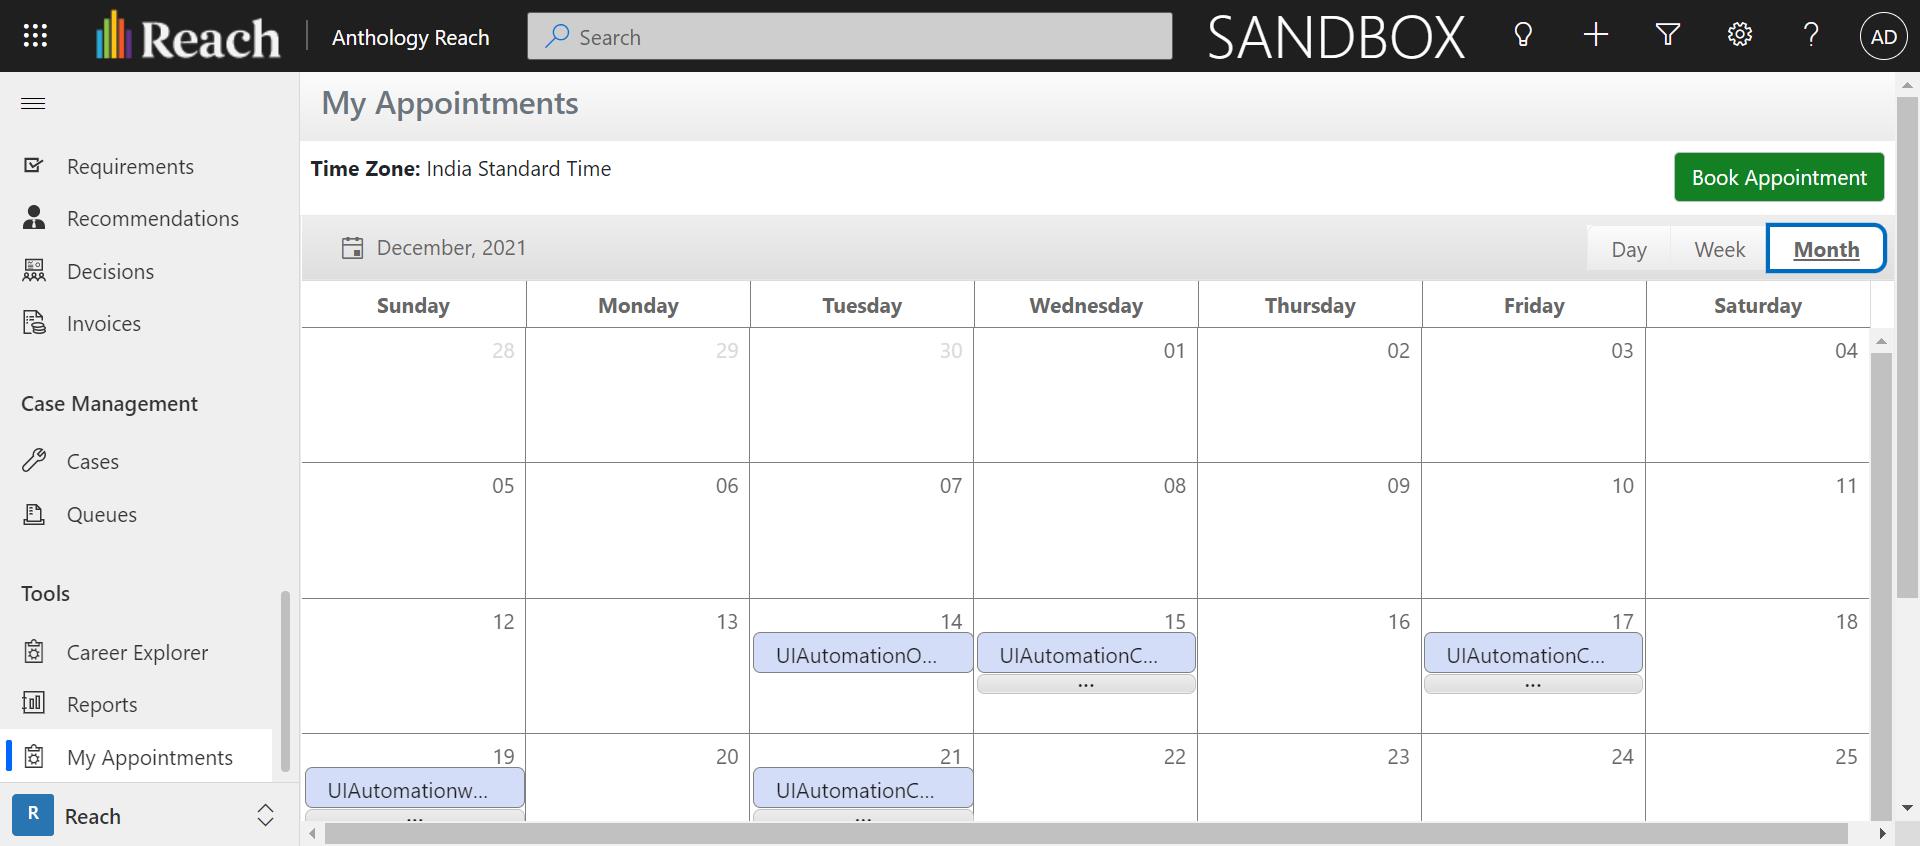 Reach
Anthology Reach
Search
SANDBOX
?
AD
My Appointments
Time Zone: India Standard Time
Book Appointment
December, 2021
Day Week Month
Requirements
Recommendations
Decisions
Invoices
Case Management
Cases
Queues
Tools
Career Explorer
Reports
My Appointments
R Reach
Sunday Monday Tuesday Wednesday Thursday Friday Saturday
28 29 30 01 02 03 04
05 06 07 08 09 10 11
12 13 14 15 16 17 18
UIAutomationO... UIAutomationC... UIAutomationC...
... ...
19 20 21 22 23 24 25
UIAutomationw... UIAutomationC...
... ...